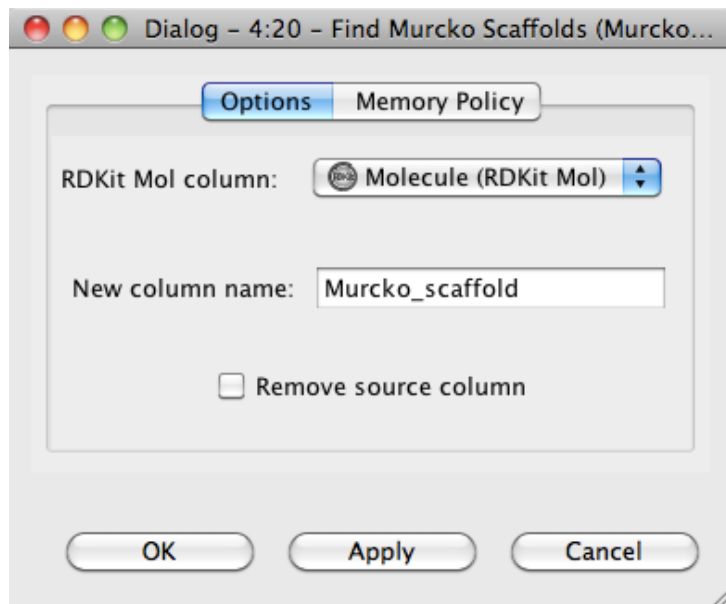 Dialog – 4:20 – Find Murcko Scaffolds (Murcko...
Options Memory Policy
RDKit Mol column: Molecule (RDKit Mol)
New column name: Murcko_scaffold
Remove source column
OK Apply Cancel